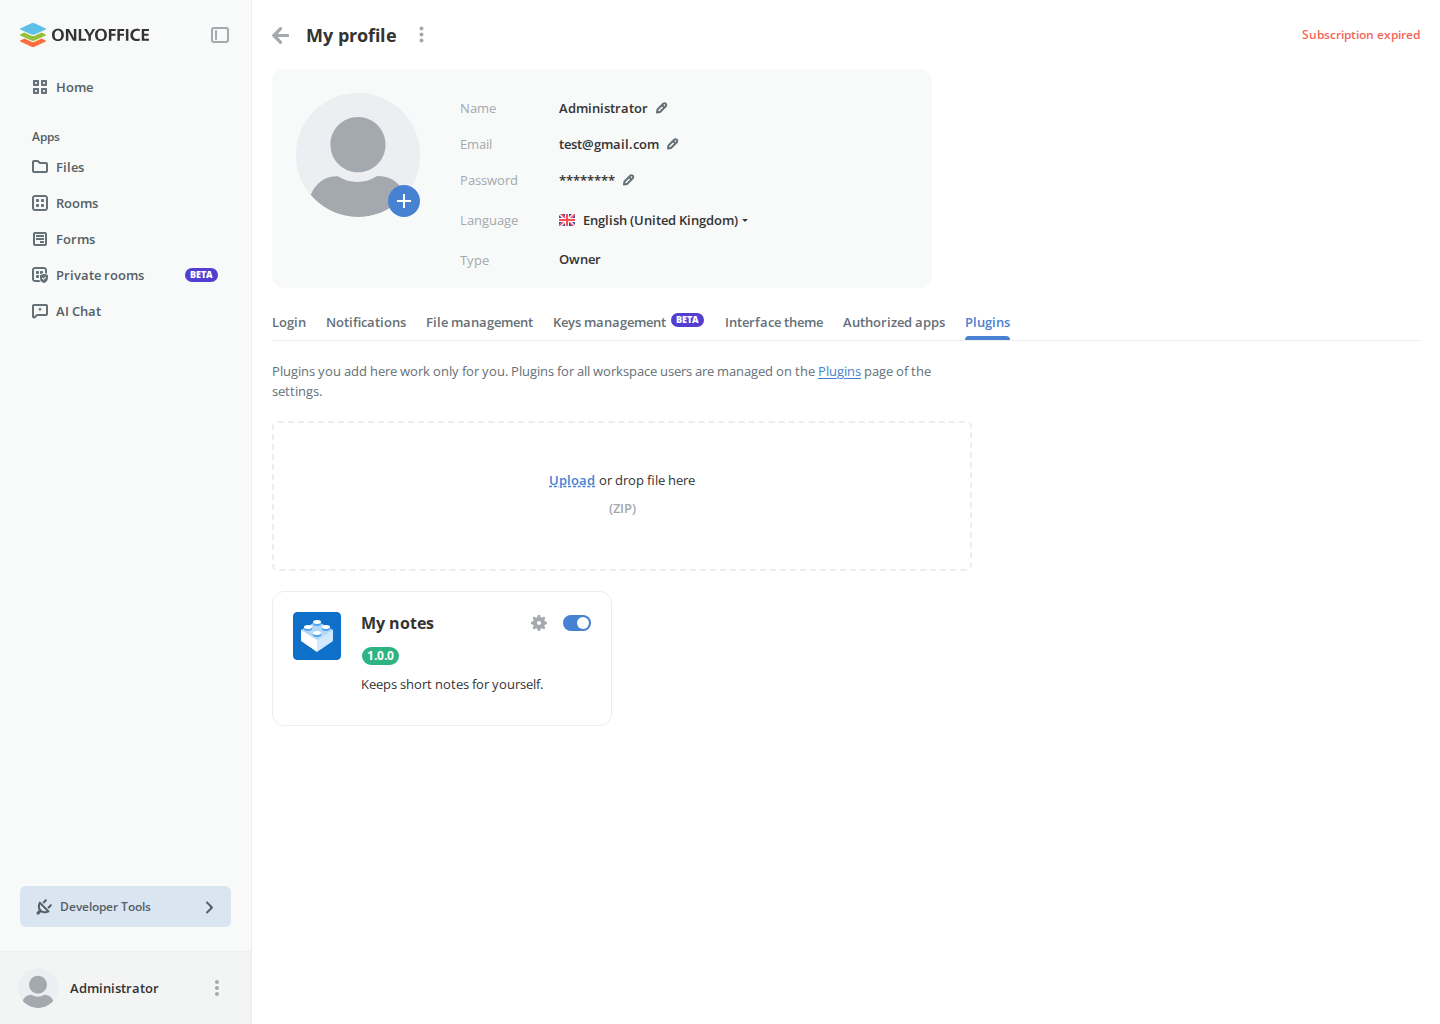 ONLYOFFICE
Home
Apps
Files
Rooms
Forms
Private rooms BETA
AI Chat
Developer Tools
Administrator
My profile
Subscription expired
Name Administrator
Email test@gmail.com
Password ********
Language English (United Kingdom)
Type Owner
Login Notifications File management Keys management BETA Interface theme Authorized apps Plugins
Plugins you add here work only for you. Plugins for all workspace users are managed on the Plugins page of the
settings.
Upload or drop file here
(ZIP)
My notes
1.0.0
Keeps short notes for yourself.